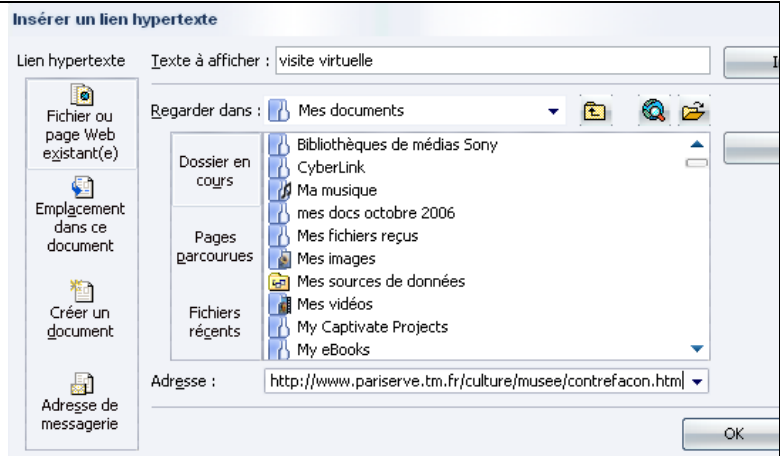 Insérer un lien hypertexte
Lien hypertexte
Texte à afficher : visite virtuelle
Fichier ou
page Web
existant(e)
Emplacement
dans ce
document
Créer un
document
Adresse de
messagerie
Regarder dans : Mes documents
Dossier en
cours
Pages
parcourues
Fichiers
récents
Bibliothèques de médias Sony
CyberLink
Ma musique
mes docs octobre 2006
Mes fichiers reçus
Mes images
Mes sources de données
Mes vidéos
My Captivate Projects
My eBooks
Adresse : http://www.pariserve.tm.fr/culture/musee/contrefacon.htm
OK